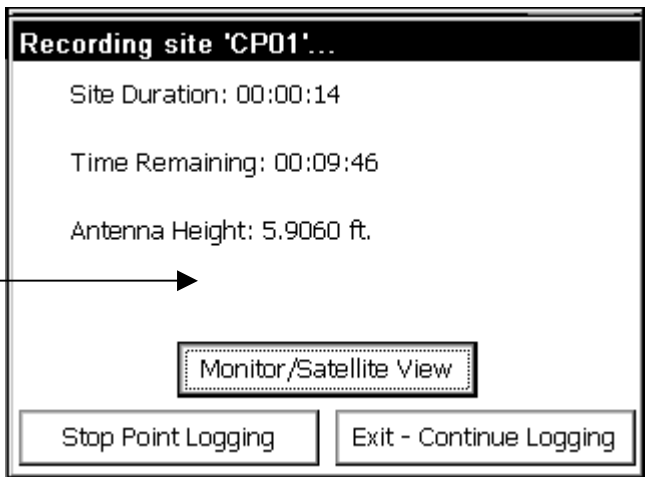 Recording site 'CP01'...
Site Duration: 00:00:14
Time Remaining: 00:09:46
Antenna Height: 5.9060 ft.
Monitor/Satellite View
Stop Point Logging
Exit - Continue Logging